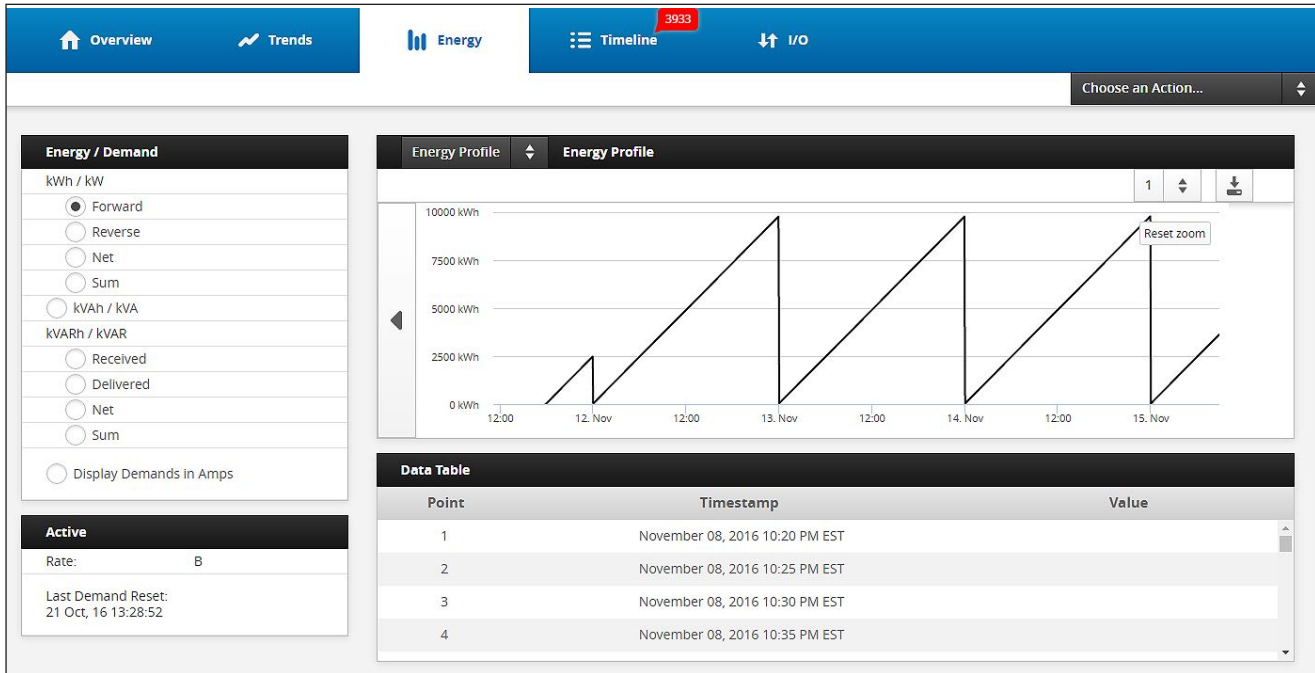 Overview Trends Energy Timeline 3933 I/O
Choose an Action...
Energy / Demand
kWh / kW
Forward
Reverse
Net
Sum
kVAh / kVA
kVARh / kVAR
Received
Delivered
Net
Sum
Display Demands in Amps
Active
Rate: B
Last Demand Reset:
21 Oct, 16 13:28:52
Energy Profile Energy Profile
1
10000 kWh
Reset zoom
7500 kWh
5000 kWh
2500 kWh
0 kWh
12:00 12. Nov 12:00 13. Nov 12:00 14. Nov 12:00 15. Nov
Data Table
Point Timestamp Value
1 November 08, 2016 10:20 PM EST
2 November 08, 2016 10:25 PM EST
3 November 08, 2016 10:30 PM EST
4 November 08, 2016 10:35 PM EST